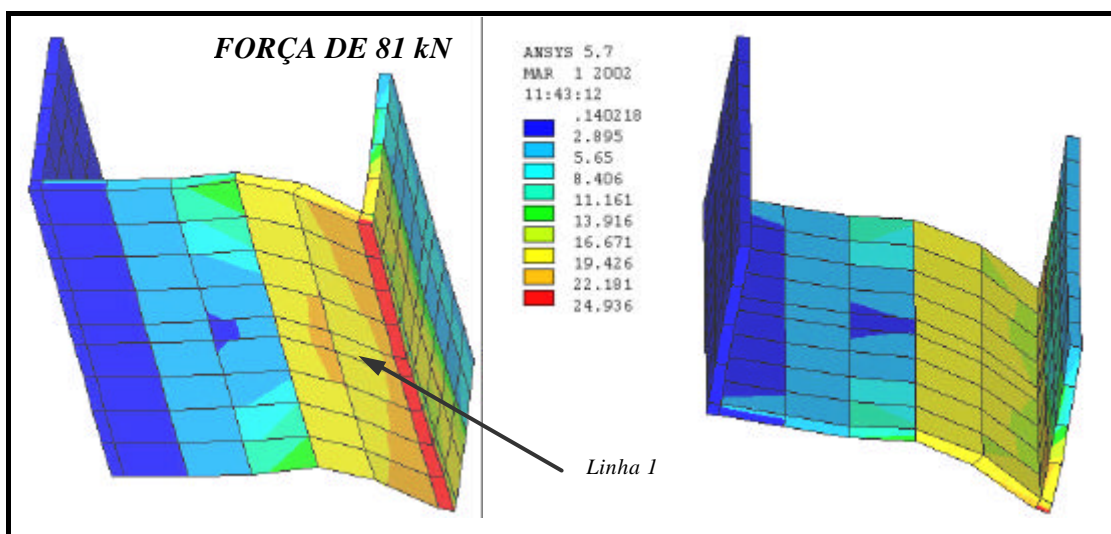 FORÇA DE 81 kN
ANSYS 5.7
MAR 1 2002
11:43:12
.140218
2.895
5.65
8.406
11.161
13.916
16.671
19.426
22.181
24.936
Linha 1